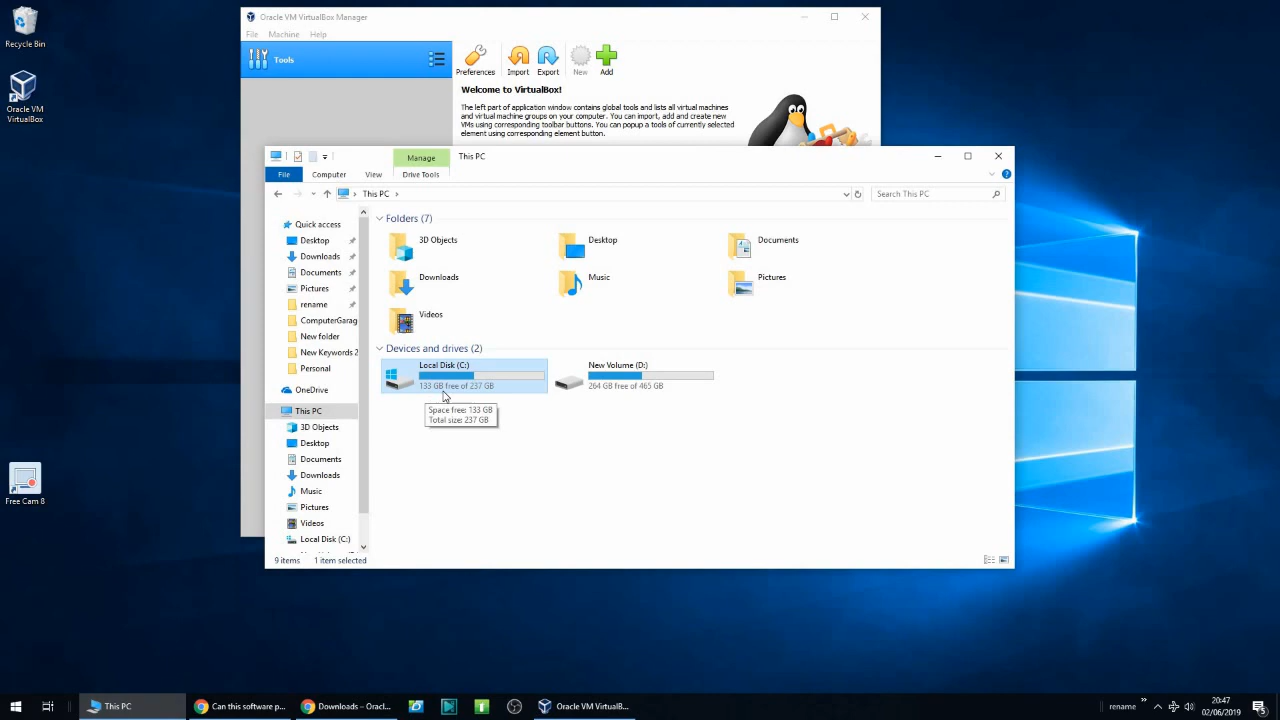 Recycle Bin
Oracle VM
VirtualBox
Free Cam 8
Oracle VM VirtualBox Manager
File Machine Help
Tools
Preferences Import Export New Add
Welcome to VirtualBox!
The left part of application window contains global tools and lists all virtual machines
and virtual machine groups on your computer. You can import, add and create new
VMs using corresponding toolbar buttons. You can popup a tools of currently selected
element using corresponding element button.
Manage This PC
File Computer View Drive Tools
This PC
Search This PC
Quick access
Desktop
Downloads
Documents
Pictures
rename
ComputerGarag
New folder
New Keywords 2
Personal
OneDrive
This PC
3D Objects
Desktop
Documents
Downloads
Music
Pictures
Videos
Local Disk (C:)
Folders (7)
3D Objects Desktop Documents
Downloads Music Pictures
Videos
Devices and drives (2)
Local Disk (C:)
133 GB free of 237 GB
New Volume (D:)
264 GB free of 465 GB
Space free: 133 GB
Total size: 237 GB
9 items 1 item selected
This PC
Can this software p...
Downloads – Orac...
Oracle VM VirtualB...
rename
20:47
02/06/2019